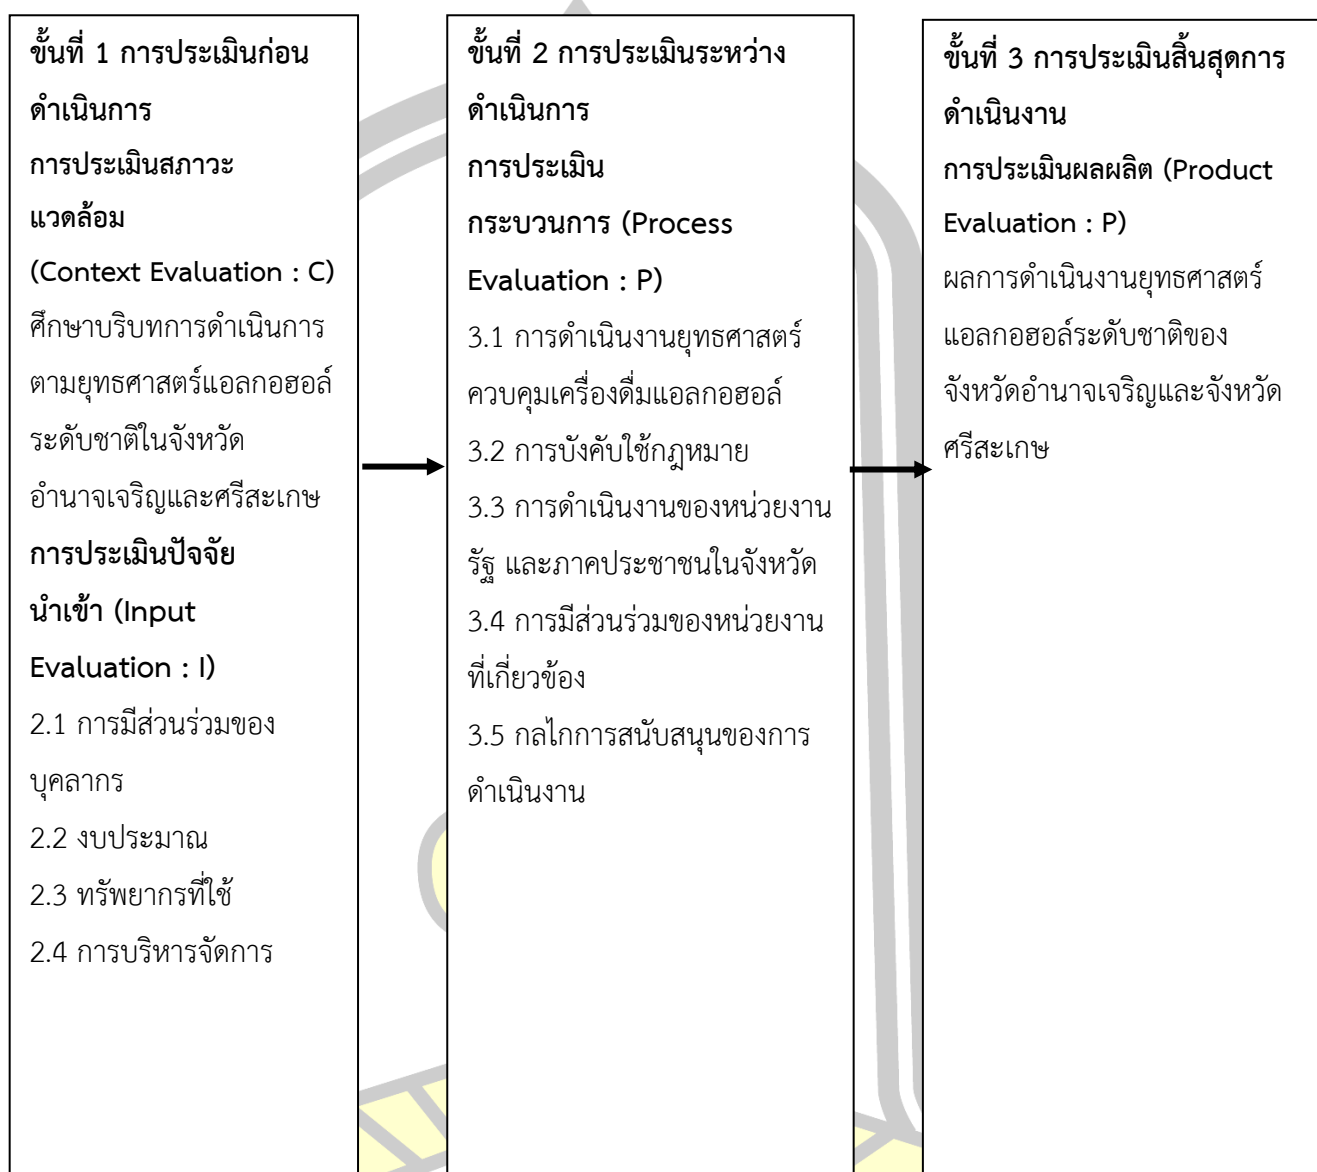 ขั้นที่ 1 การประเมินก่อน
ดำเนินการ
การประเมินสภาวะ
แวดล้อม
(Context Evaluation : C)
ศึกษาบริบทการดำเนินการ
ตามยุทธศาสตร์แอลกอฮอล์
ระดับชาติในจังหวัด
อำนาจเจริญและศรีสะเกษ
การประเมินปัจจัย
นำเข้า (Input
Evaluation : I)
2.1 การมีส่วนร่วมของ
บุคลากร
2.2 งบประมาณ
2.3 ทรัพยากรที่ใช้
2.4 การบริหารจัดการ
ขั้นที่ 2 การประเมินระหว่าง
ดำเนินการ
การประเมิน
กระบวนการ (Process
Evaluation : P)
3.1 การดำเนินงานยุทธศาสตร์
ควบคุมเครื่องดื่มแอลกอฮอล์
3.2 การบังคับใช้กฎหมาย
3.3 การดำเนินงานของหน่วยงาน
รัฐ และภาคประชาชนในจังหวัด
3.4 การมีส่วนร่วมของหน่วยงาน
ที่เกี่ยวข้อง
3.5 กลไกการสนับสนุนของการ
ดำเนินงาน
ขั้นที่ 3 การประเมินสิ้นสุดการ
ดำเนินงาน
การประเมินผลผลิต (Product
Evaluation : P)
ผลการดำเนินงานยุทธศาสตร์
แอลกอฮอล์ระดับชาติของ
จังหวัดอำนาจเจริญและจังหวัด
ศรีสะเกษ